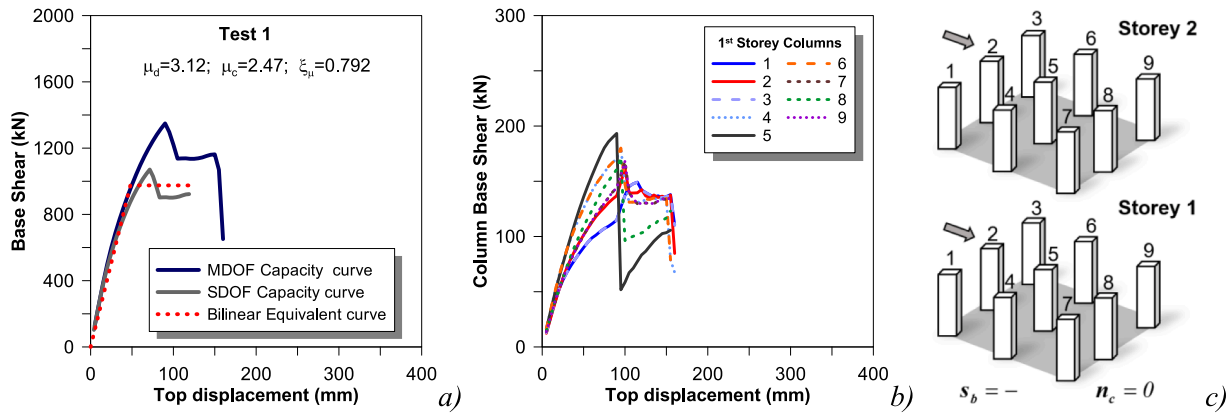 Test 1
μd=3.12; μc=2.47; ξμ=0.792
Base Shear (kN)
2000
1600
1200
800
400
0
MDOF Capacity curve
SDOF Capacity curve
Bilinear Equivalent curve
0 100 200 300 400
Top displacement (mm)
a)
Column Base Shear (kN)
300
200
100
0
1st Storey Columns
1 6
2 7
3 8
4 9
5
0 100 200 300 400
Top displacement (mm)
b)
Storey 2
1 2 3 4 5 6 7 8 9
Storey 1
1 2 3 4 5 6 7 8 9
sb = – nc = 0
c)